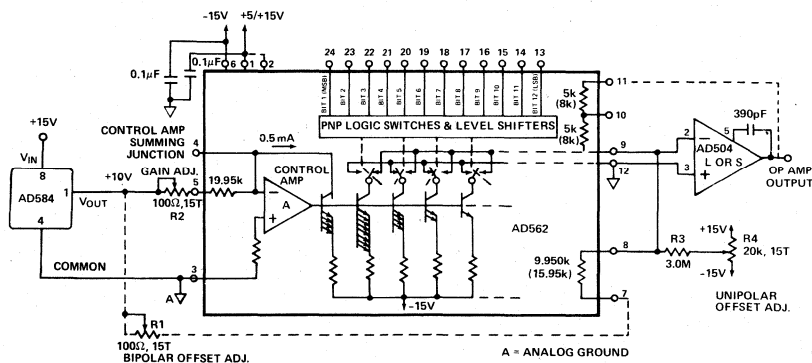 -15V
+5/+15V
0.1μF
0.1μF
6
1
2
24 23 22 21 20 19 18 17 16 15 14 13
BIT 1 (MSB)
BIT 2
BIT 3
BIT 4
BIT 5
BIT 6
BIT 7
BIT 8
BIT 9
BIT 10
BIT 11
BIT 12 (LSB)
PNP LOGIC SWITCHES & LEVEL SHIFTERS
5k
(8k)
5k
(8k)
11
10
9
12
390pF
AD504
L OR S
2
3
5
OP AMP
OUTPUT
+15V
VIN
8
AD584
1
VOUT
4
+10V
CONTROL AMP
SUMMING
JUNCTION
4
0.5mA
GAIN ADJ.
5
100Ω,15T
R2
19.95k
CONTROL
AMP
A
AD562
COMMON
3
A
-15V
9.950k
(15.95k)
8
7
R3
3.0M
+15V
R4
20k, 15T
-15V
UNIPOLAR
OFFSET ADJ.
R1
100Ω, 15T
BIPOLAR OFFSET ADJ.
A = ANALOG GROUND